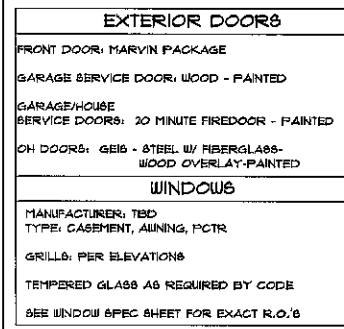 EXTERIOR DOORS
FRONT DOOR: MARVIN PACKAGE
GARAGE SERVICE DOOR: WOOD - PAINTED
GARAGE/HOUSE
SERVICE DOORS: 20 MINUTE FIREDOOR - PAINTED
OH DOORS: GEIS - STEEL W/ FIBERGLASS-
WOOD OVERLAY-PAINTED
WINDOWS
MANUFACTURER: TBD
TYPE: CASEMENT, AWNING, PCTR
GRILLS: PER ELEVATIONS
TEMPERED GLASS AS REQUIRED BY CODE
SEE WINDOW SPEC SHEET FOR EXACT R.O.'S